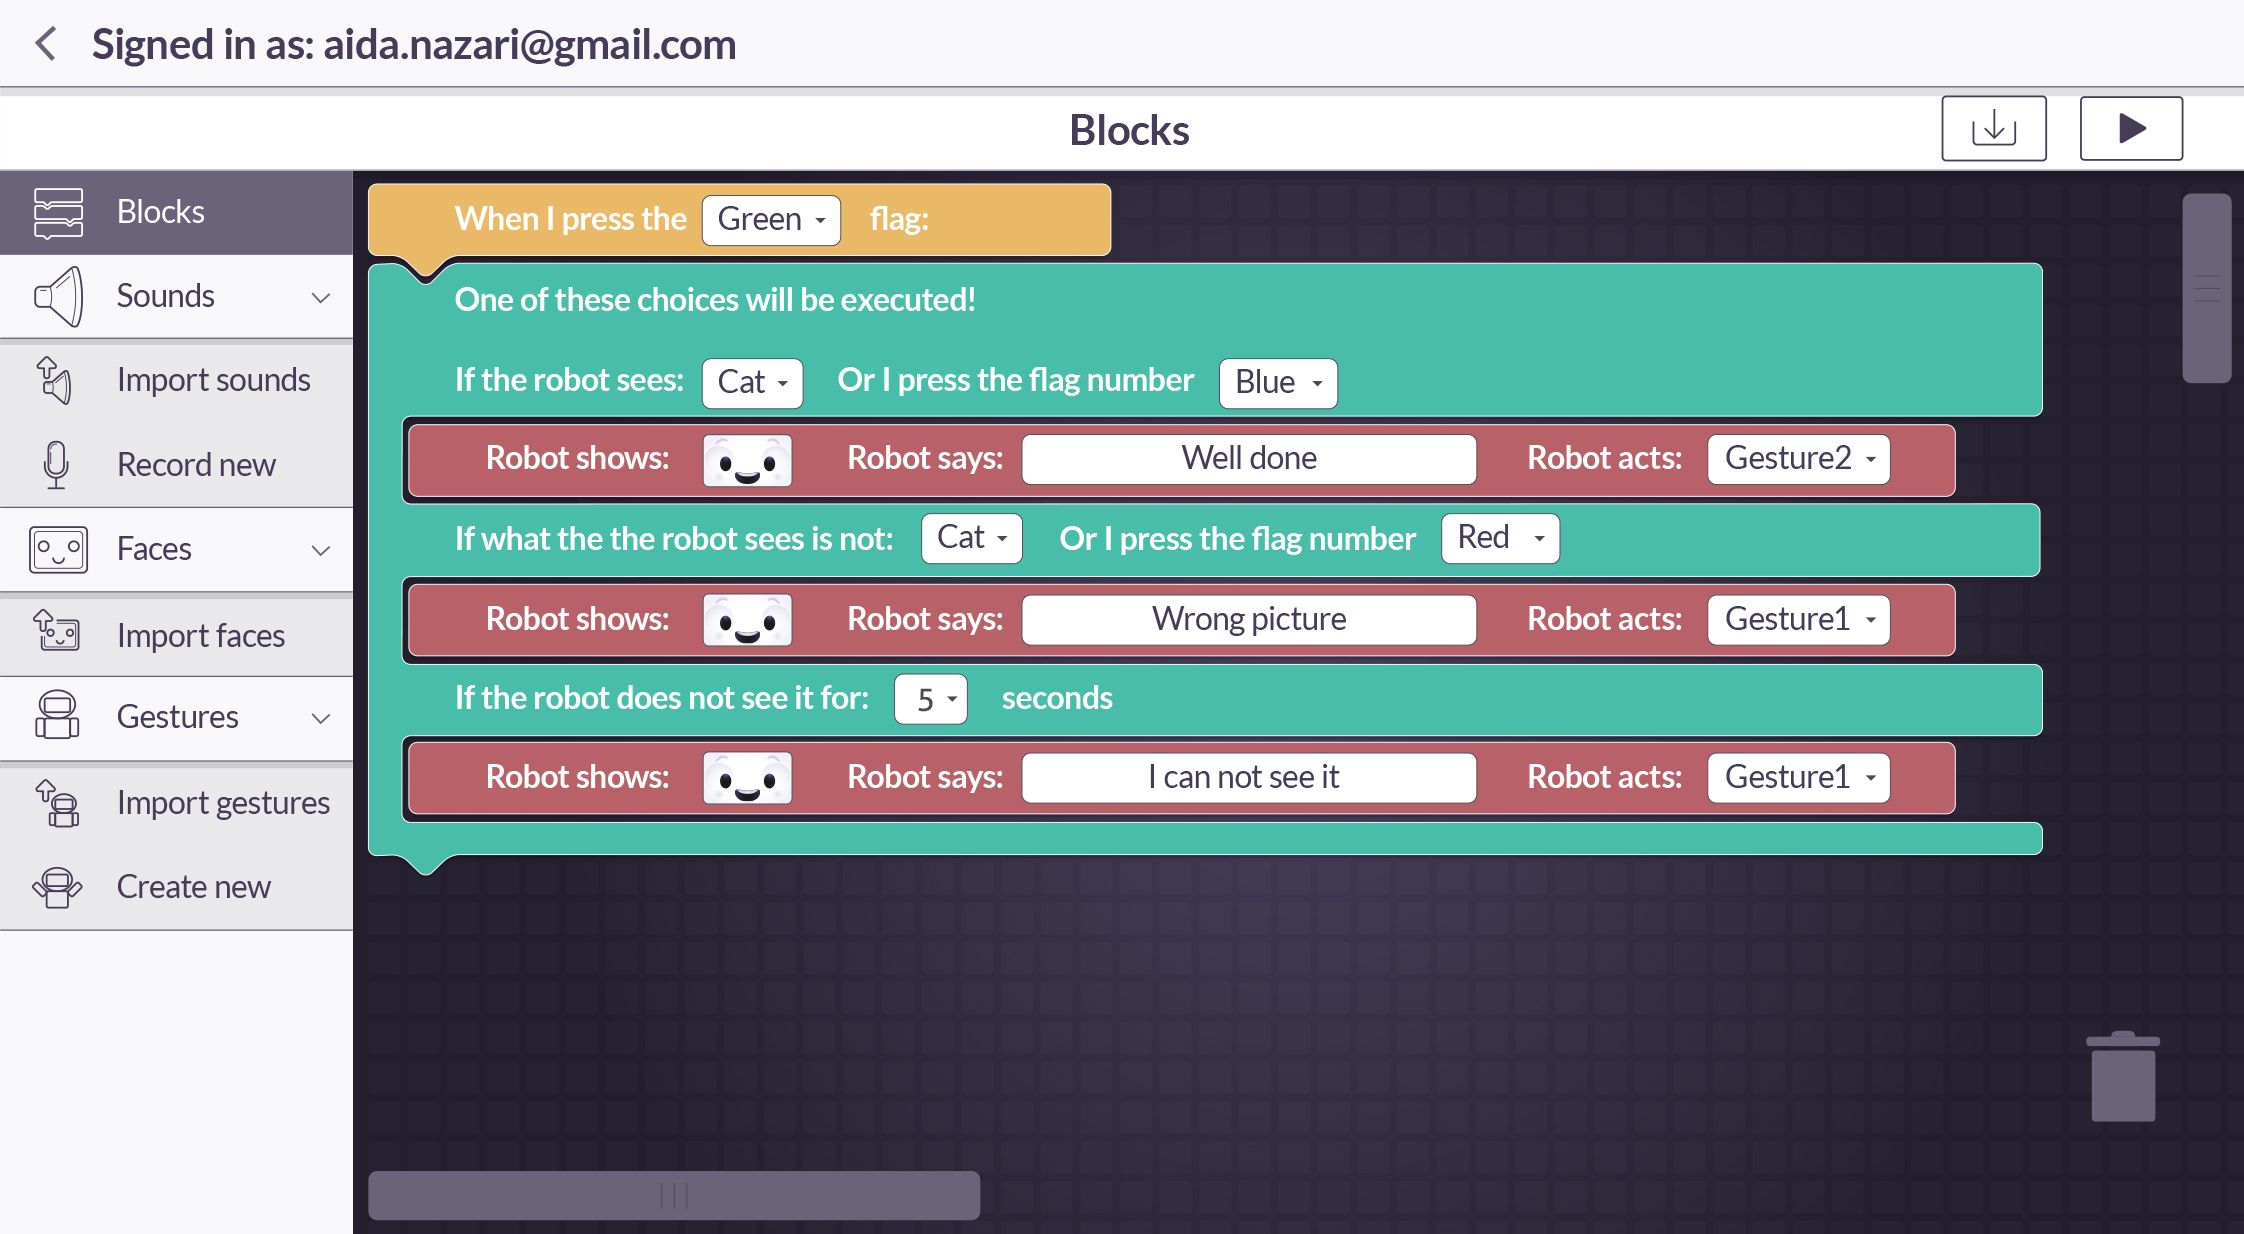 Signed in as: aida.nazari@gmail.com
Blocks
Blocks
Sounds
Import sounds
Record new
Faces
Import faces
Gestures
Import gestures
Create new
When I press the Green flag:
One of these choices will be executed!
If the robot sees: Cat Or I press the flag number Blue
Robot shows: Robot says: Well done Robot acts: Gesture2
If what the the robot sees is not: Cat Or I press the flag number Red
Robot shows: Robot says: Wrong picture Robot acts: Gesture1
If the robot does not see it for: 5 seconds
Robot shows: Robot says: I can not see it Robot acts: Gesture1